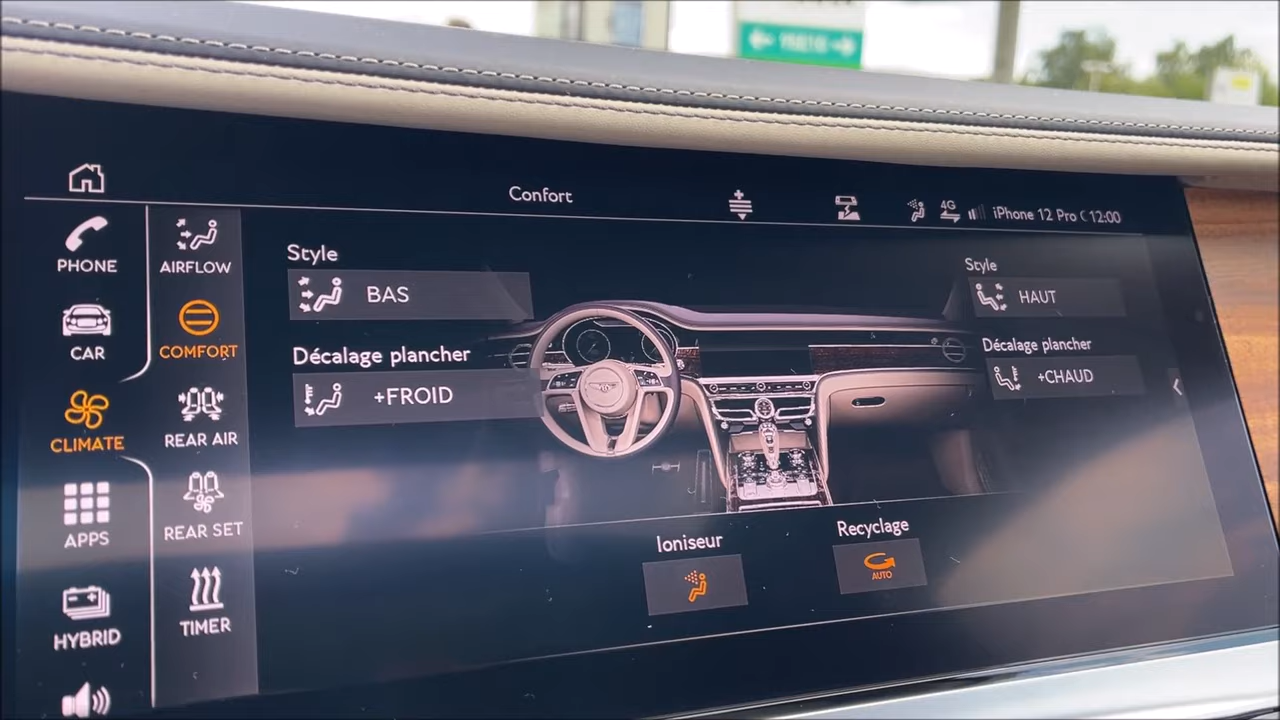 Confort
4G
iPhone 12 Pro
12:00
PHONE
CAR
CLIMATE
APPS
HYBRID
AIRFLOW
COMFORT
REAR AIR
REAR SET
TIMER
Style
BAS
Décalage plancher
+FROID
Style
HAUT
Décalage plancher
+CHAUD
Ioniseur
Recyclage
AUTO